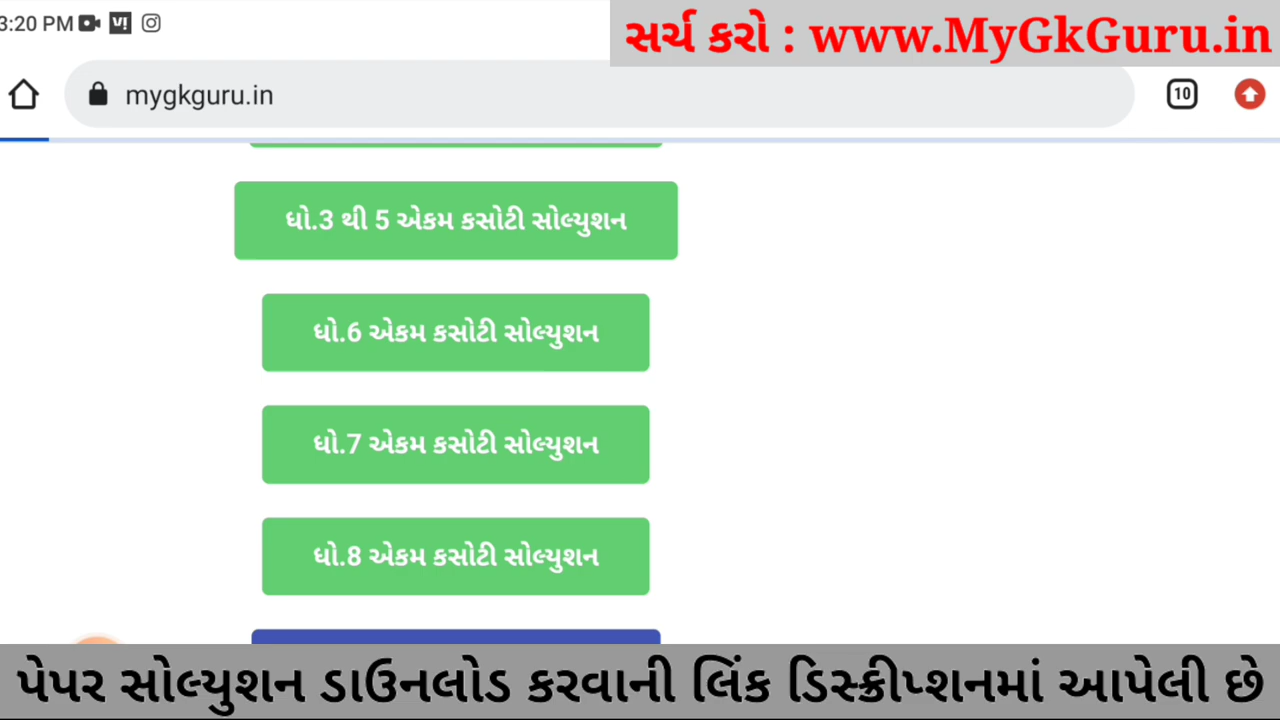 3:20 PM
સર્ચ કરો : www.MyGkGuru.in
mygkguru.in
10
ધો.3 થી 5 એકમ કસોટી સોલ્યુશન
ધો.6 એકમ કસોટી સોલ્યુશન
ધો.7 એકમ કસોટી સોલ્યુશન
ધો.8 એકમ કસોટી સોલ્યુશન
પેપર સોલ્યુશન ડાઉનલોડ કરવાની લિંક ડિસ્ક્રીપ્શનમાં આપેલી છે